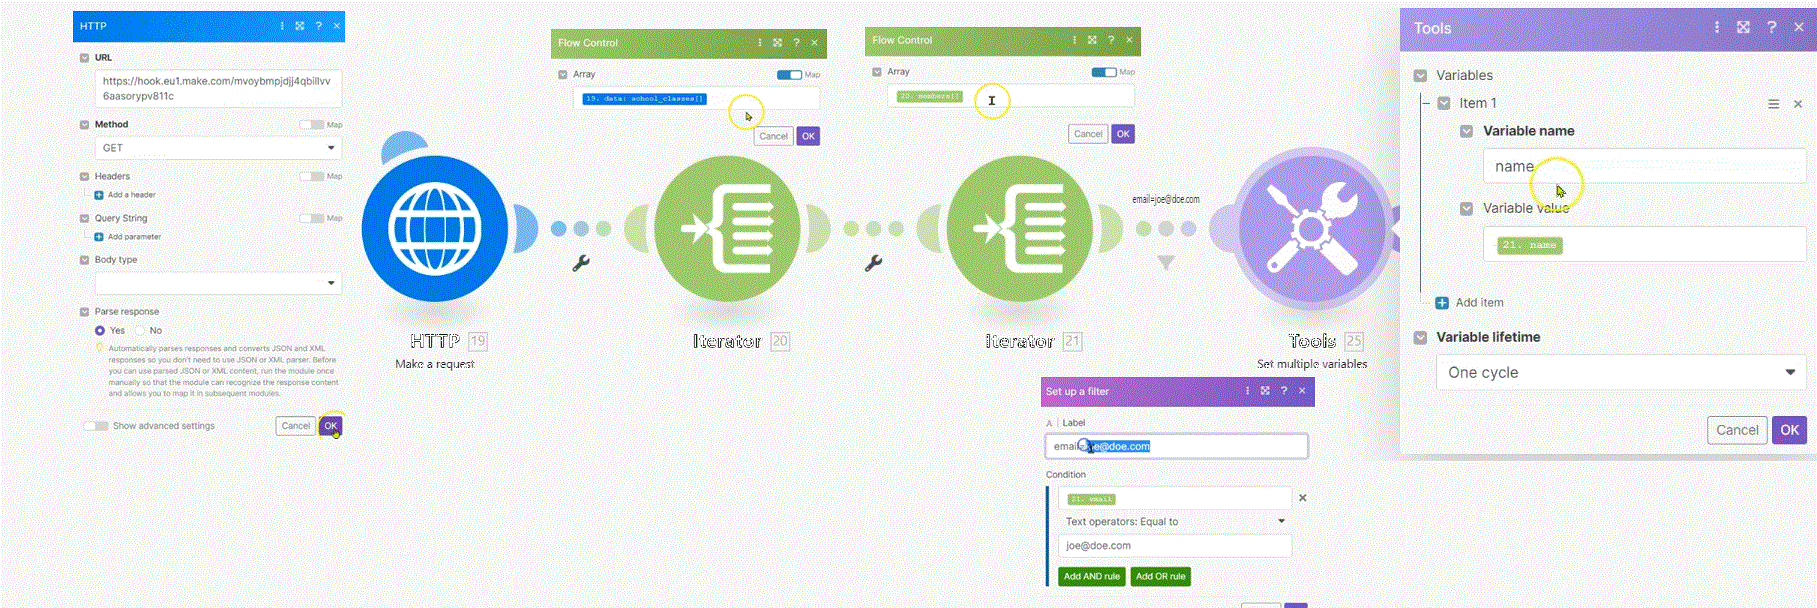 HTTP
URL
https://hook.eu1.make.com/mvoybmpjdjj4qbillvv
6aasorypv811c
Method
Map
GET
Headers
Map
Add a header
Query String
Map
Add parameter
Body type
Parse response
Yes No
Automatically parses responses and converts JSON and XML
responses so you don't need to use JSON or XML parser. Before
you can use parsed JSON or XML content, run the module once
manually so that the module can recognize the response content
and allows you to map it in subsequent modules.
Show advanced settings
Cancel OK
HTTP 19
Make a request
Flow Control
Array
Map
19. data: school_classes[]
Cancel OK
Iterator 20
Flow Control
Array
Map
20. members[]
Cancel OK
Iterator 21
email=joe@doe.com
Tools 25
Set multiple variables
Set up a filter
A Label
email= e@doe.com
Condition
21. email
Text operators: Equal to
joe@doe.com
Add AND rule Add OR rule
Tools
Variables
Item 1
Variable name
name
Variable value
21. name
Add item
Variable lifetime
One cycle
Cancel OK